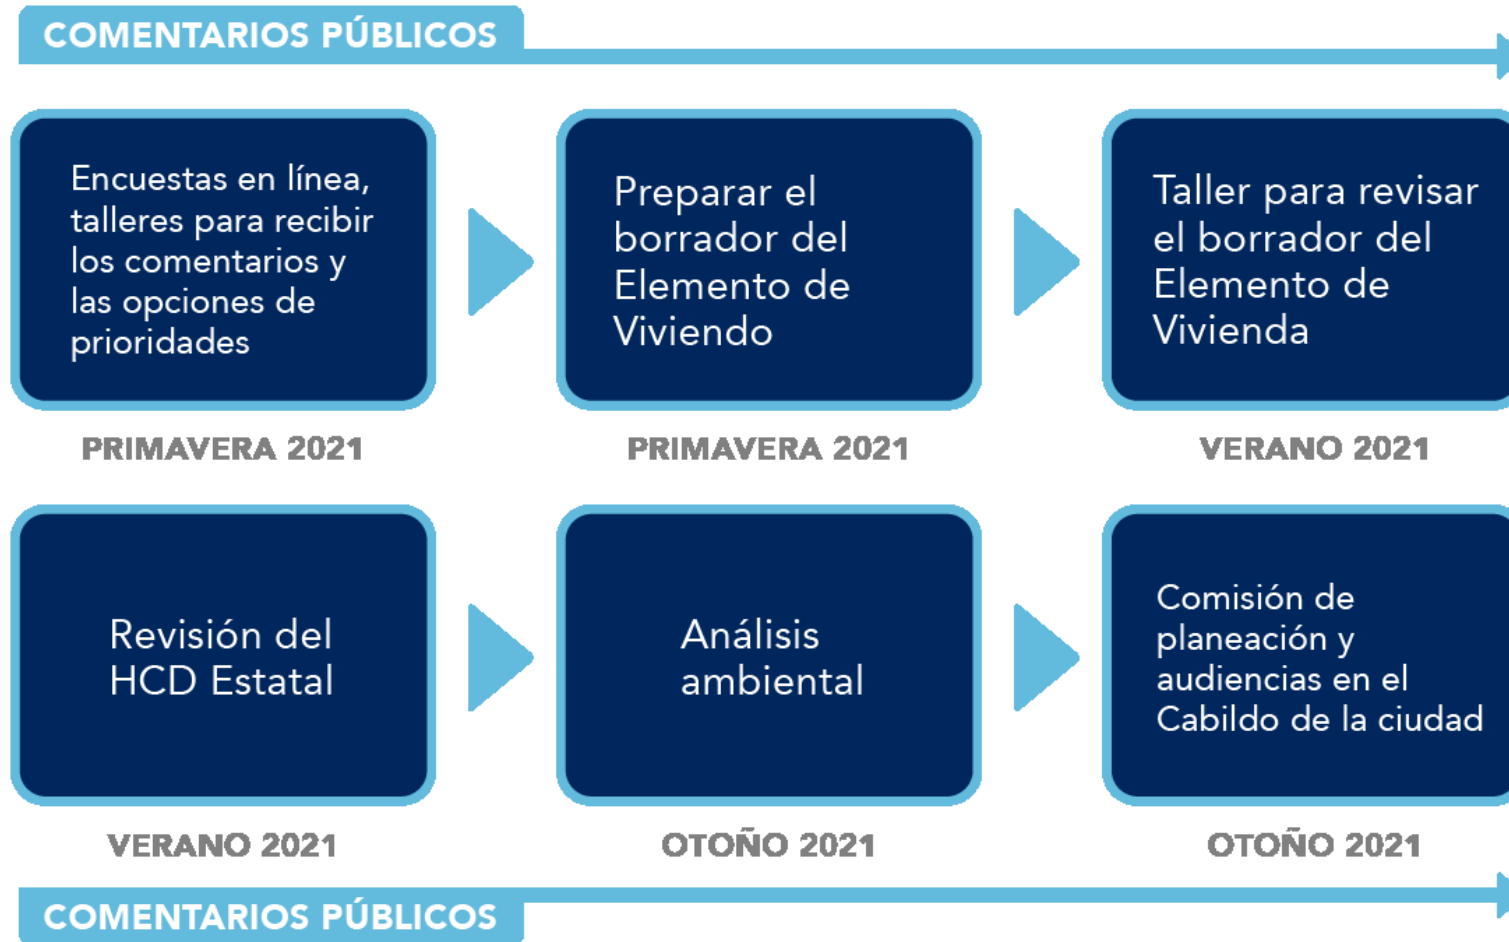 COMENTARIOS PÚBLICOS
Encuestas en línea,
talleres para recibir
los comentarios y
las opciones de
prioridades
PRIMAVERA 2021
Preparar el
borrador del
Elemento de
Viviendo
PRIMAVERA 2021
Taller para revisar
el borrador del
Elemento de
Vivienda
VERANO 2021
Revisión del
HCD Estatal
VERANO 2021
Análisis
ambiental
OTOÑO 2021
Comisión de
planeación y
audiencias en el
Cabildo de la ciudad
OTOÑO 2021
COMENTARIOS PÚBLICOS